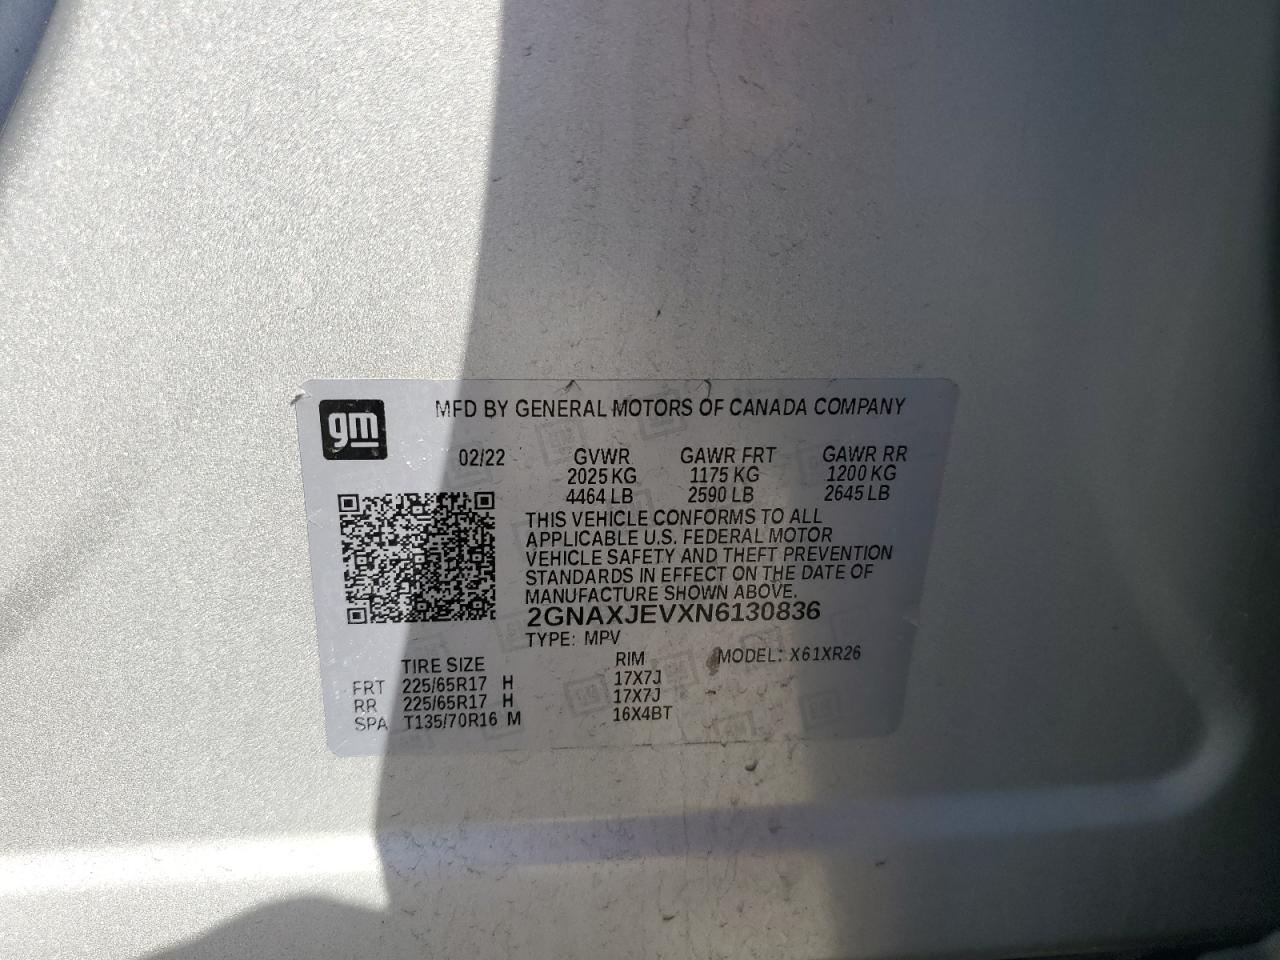 gm
MFD BY GENERAL MOTORS OF CANADA COMPANY
02/22 GVWR GAWR FRT GAWR RR
2025 KG 1175 KG 1200 KG
4464 LB 2590 LB 2645 LB
THIS VEHICLE CONFORMS TO ALL
APPLICABLE U.S. FEDERAL MOTOR
VEHICLE SAFETY AND THEFT PREVENTION
STANDARDS IN EFFECT ON THE DATE OF
MANUFACTURE SHOWN ABOVE.
2GNAXJEVXN6130836
TYPE: MPV
TIRE SIZE RIM MODEL: X61XR26
FRT 225/65R17 H 17X7J
RR 225/65R17 H 17X7J
SPA T135/70R16 M 16X4BT